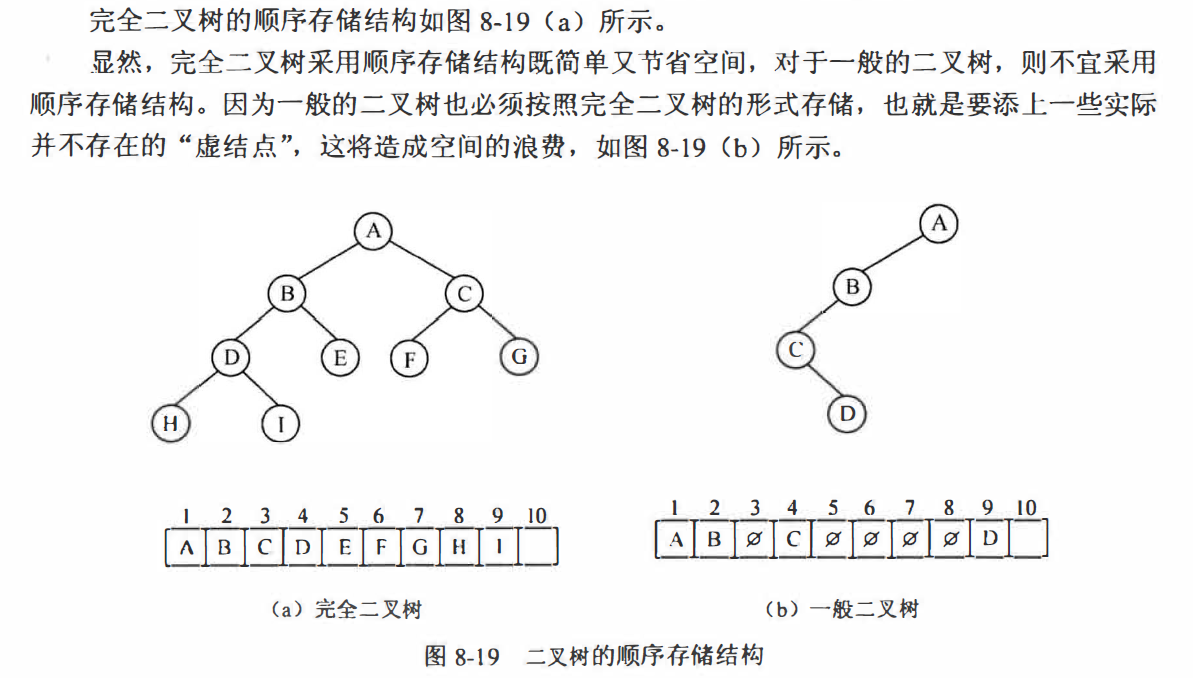 完全二叉树的顺序存储结构如图 8-19（a）所示。
显然，完全二叉树采用顺序存储结构既简单又节省空间，对于一般的二叉树，则不宜采用
顺序存储结构。因为一般的二叉树也必须按照完全二叉树的形式存储，也就是要添上一些实际
并不存在的“虚结点”，这将造成空间的浪费，如图 8-19（b）所示。
A
B C
D E F G
H I
A
B
C
D
1 2 3 4 5 6 7 8 9 10
A B C D E F G H I
（a）完全二叉树
1 2 3 4 5 6 7 8 9 10
A B ∅ C ∅ ∅ ∅ ∅ D
（b）一般二叉树
图 8-19 二叉树的顺序存储结构